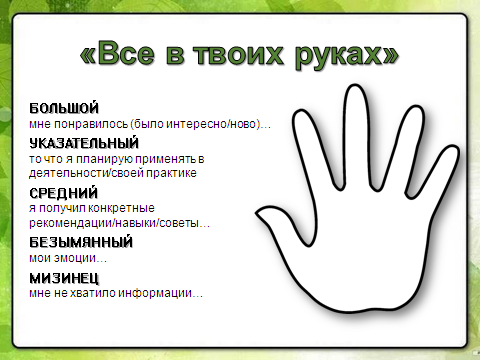 «Все в твоих руках»
БОЛЬШОЙ
мне понравилось (было интересно/ново)…
УКАЗАТЕЛЬНЫЙ
то что я планирую применять в
деятельности/своей практике
СРЕДНИЙ
я получил конкретные
рекомендации/навыки/советы…
БЕЗЫМЯННЫЙ
мои эмоции…
МИЗИНЕЦ
мне не хватило информации…